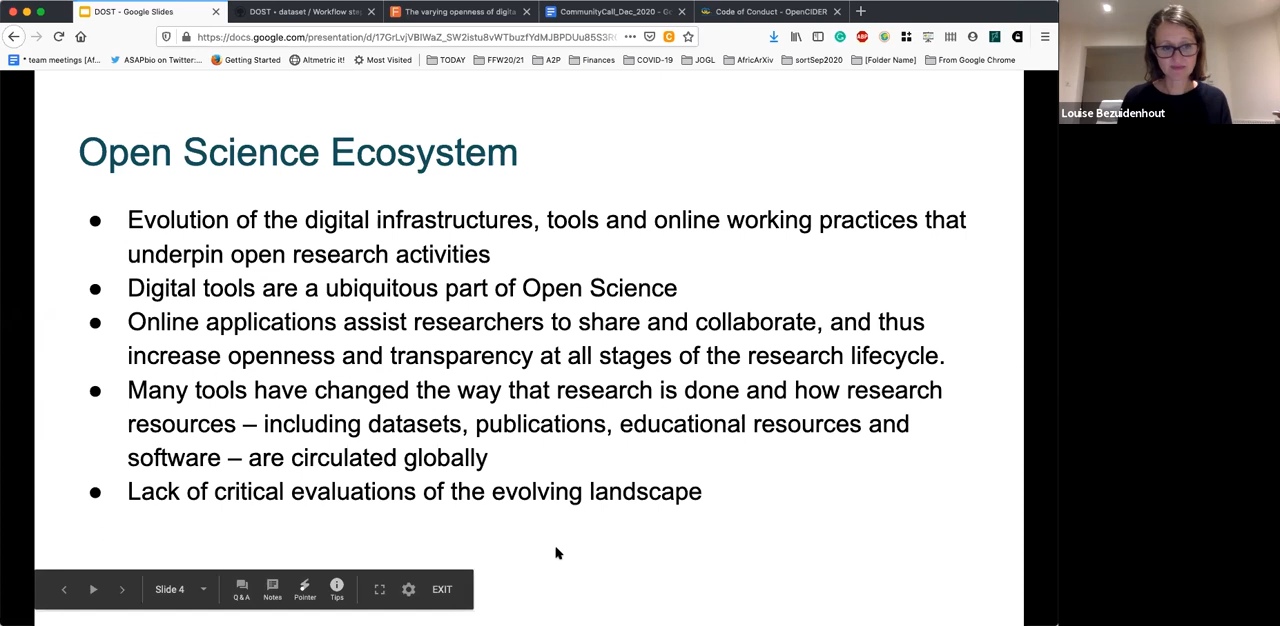 DOST - Google Slides
DOST • dataset / Workflow ste
The varying openness of digita
CommunityCall_Dec_2020 - Go
Code of Conduct - OpenCIDER
https://docs.google.com/presentation/d/17GrLvjVBIWaZ_SW2istu8vWTbuzfYdMJBPDUu85S3R
* team meetings [Af...
ASAPbio on Twitter:...
Getting Started
Altmetric it!
Most Visited
TODAY
FFW20/21
A2P
Finances
COVID-19
JOGL
AfricArXiv
sortSep2020
[Folder Name]
From Google Chrome
Louise Bezuidenhout
Open Science Ecosystem
● Evolution of the digital infrastructures, tools and online working practices that
underpin open research activities
● Digital tools are a ubiquitous part of Open Science
● Online applications assist researchers to share and collaborate, and thus
increase openness and transparency at all stages of the research lifecycle.
● Many tools have changed the way that research is done and how research
resources – including datasets, publications, educational resources and
software – are circulated globally
● Lack of critical evaluations of the evolving landscape
Slide 4
Q&A
Notes
Pointer
Tips
EXIT